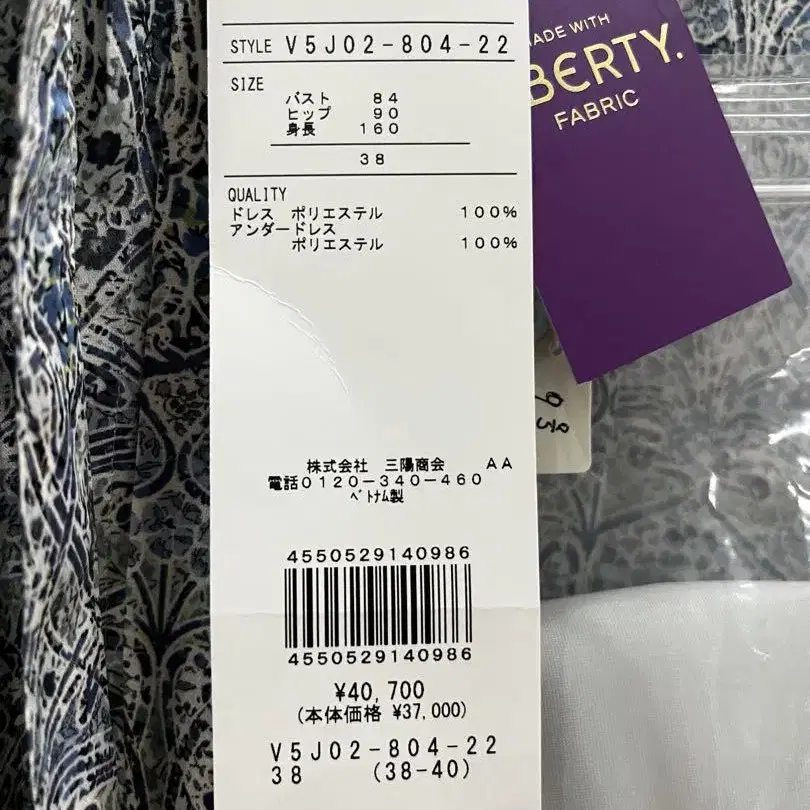 STYLE V5J02-804-22
SIZE
バスト 84
ヒップ 90
身長 160
38
QUALITY
ドレス ポリエステル 100%
アンダードレス
ポリエステル 100%
株式会社 三陽商会 AA
電話0120-340-460
ベトナム製
4550529140986
4550529140986
¥40,700
(本体価格 ¥37,000)
V5J02-804-22
38 (38-40)
MADE WITH
LIBERTY.
FABRIC